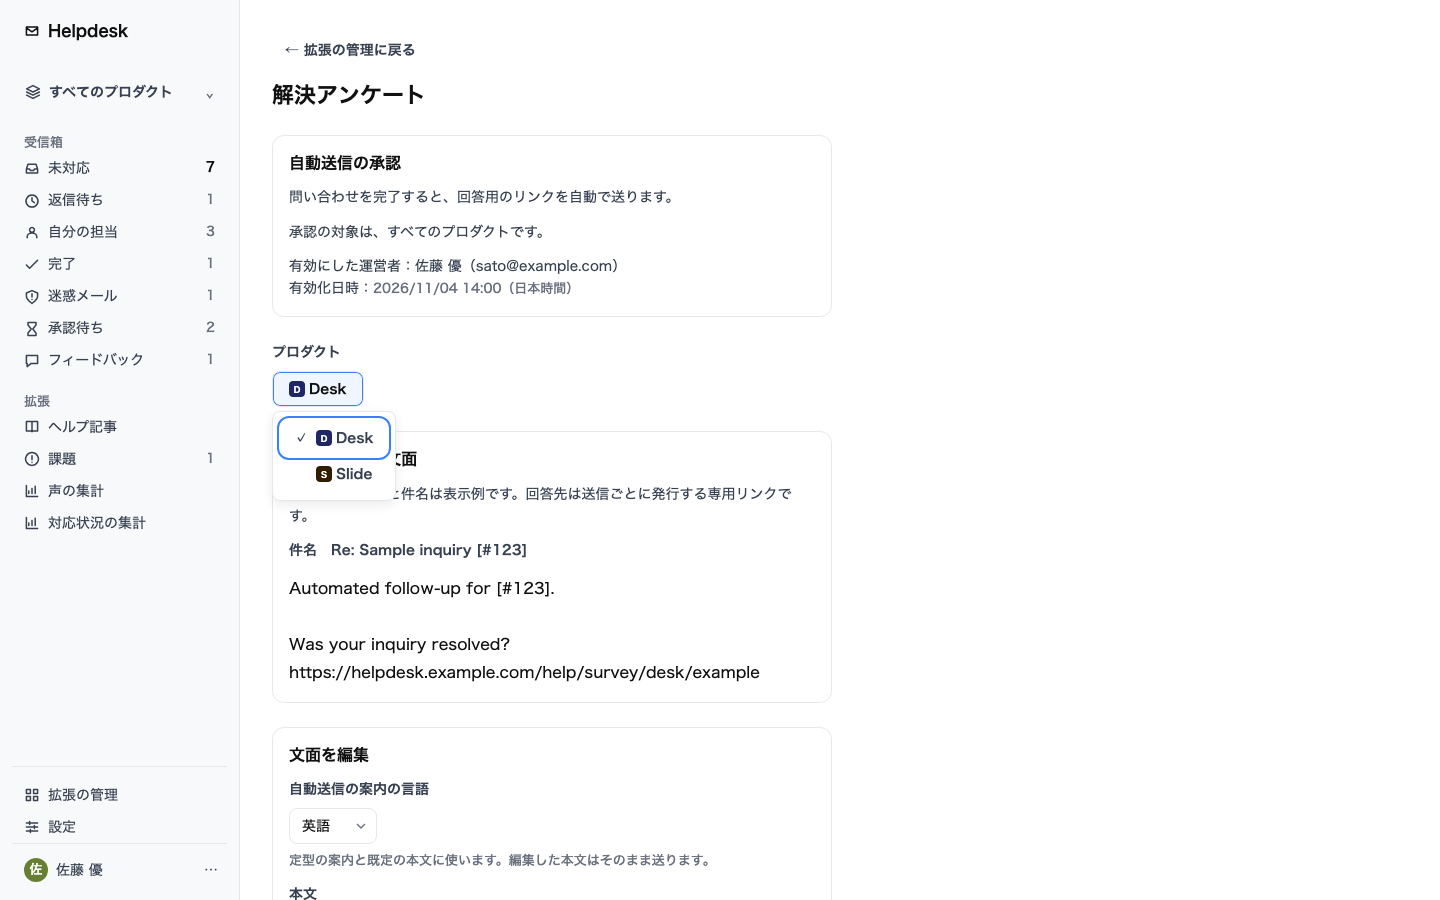 Helpdesk
すべてのプロダクト
受信箱
未対応 7
返信待ち 1
自分の担当 3
完了 1
迷惑メール 1
承認待ち 2
フィードバック 1
拡張
ヘルプ記事
課題 1
声の集計
対応状況の集計
拡張の管理
設定
佐 佐藤 優 …
← 拡張の管理に戻る
解決アンケート
自動送信の承認
問い合わせを完了すると、回答用のリンクを自動で送ります。
承認の対象は、すべてのプロダクトです。
有効にした運営者：佐藤 優（sato@example.com）
有効化日時：2026/11/04 14:00（日本時間）
プロダクト
D Desk
✓ D Desk
S Slide
文面
と件名は表示例です。回答先は送信ごとに発行する専用リンクで
す。
件名 Re: Sample inquiry [#123]
Automated follow-up for [#123].
Was your inquiry resolved?
https://helpdesk.example.com/help/survey/desk/example
文面を編集
自動送信の案内の言語
英語
定型の案内と既定の本文に使います。編集した本文はそのまま送ります。
本文